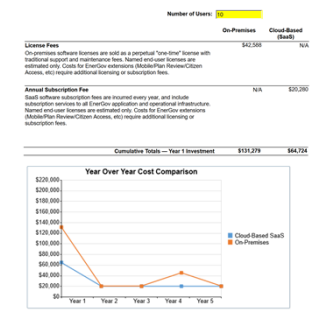 Number of Users: 10
On-Premises Cloud-Based (SaaS)
License Fees $42,588 N/A
On-premises software licenses are sold as a perpetual "one-time" license with
traditional support and maintenance fees. Named end-user licenses are
estimated only. Costs for EnerGov extensions (Mobile/Plan Review/Citizen
Access, etc) require additional licensing or subscription fees.
Annual Subscription Fee N/A $20,280
SaaS software subscription fees are incurred every year, and include
subscription services to all EnerGov application and operational infrastructure.
Named end-user licenses are estimated only. Costs for EnerGov extensions
(Mobile/Plan Review/Citizen Access, etc) require additional licensing or
subscription fees.
Cumulative Totals — Year 1 Investment $131,279 $64,724
Year Over Year Cost Comparison
$220,000
$200,000
$180,000
$160,000
$140,000
$120,000
$100,000
$80,000
$60,000
$40,000
$20,000
$0
Year 1 Year 2 Year 3 Year 4 Year 5
Cloud-Based SaaS
On-Premises